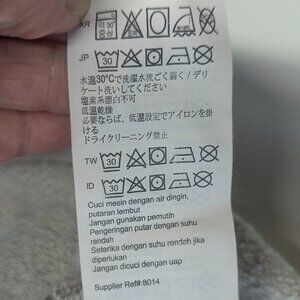 KR
JP 30
水温30°Cで洗濯水流ごく弱く / デリ
ケート洗いしてください
塩素系漂白不可
低温乾燥
必要ならば、低温設定でアイロンを掛
ける
ドライクリーニング禁止
TW 30
ID 30
Cuci mesin dengan air dingin,
putaran lembut
Jangan gunakan pemutih
Pengeringan putar dengan suhu
rendah
Seterika dengan suhu rendah jika
diperlukan
Jangan dicuci dengan uap
Supplier Ref#:8014